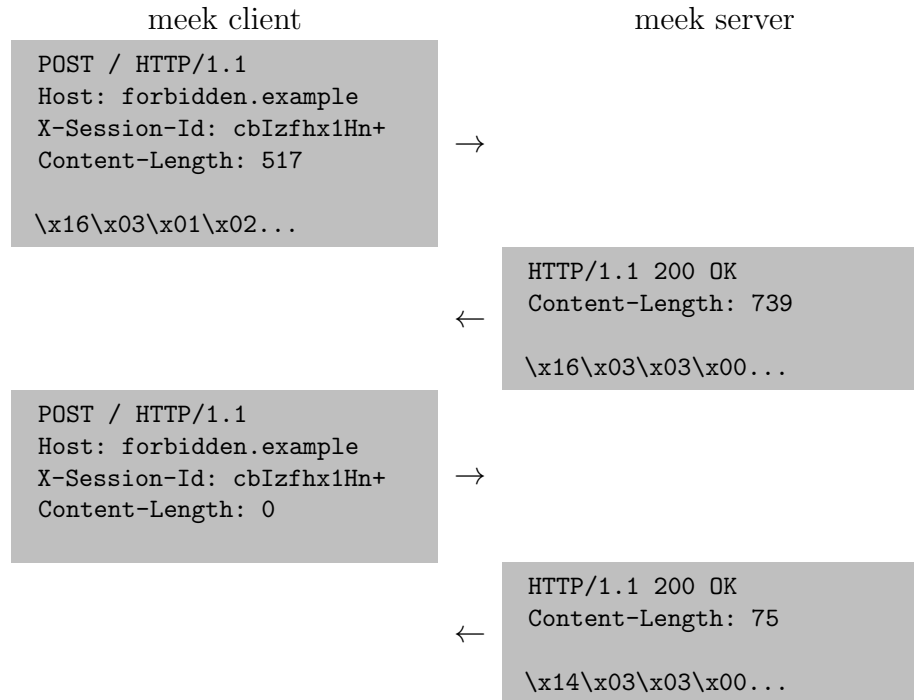 meek client
meek server
POST / HTTP/1.1
Host: forbidden.example
X-Session-Id: cbIzfhx1Hn+
Content-Length: 517
\x16\x03\x01\x02...
→
HTTP/1.1 200 OK
Content-Length: 739
\x16\x03\x03\x00...
←
POST / HTTP/1.1
Host: forbidden.example
X-Session-Id: cbIzfhx1Hn+
Content-Length: 0
→
HTTP/1.1 200 OK
Content-Length: 75
\x14\x03\x03\x00...
←